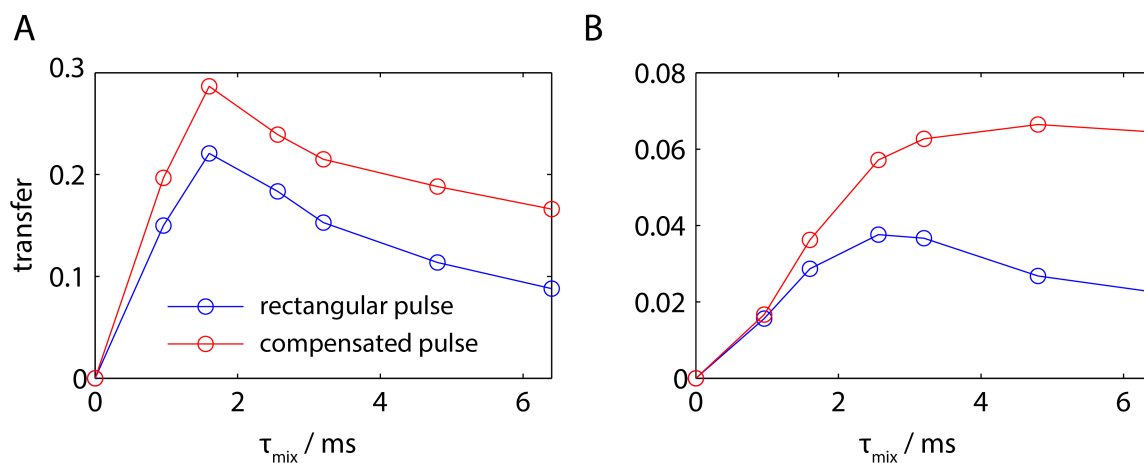 A
B
0.3
0.2
0.1
0
transfer
rectangular pulse
compensated pulse
0 2 4 6
τmix / ms
0.08
0.06
0.04
0.02
0
0 2 4 6
τmix / ms